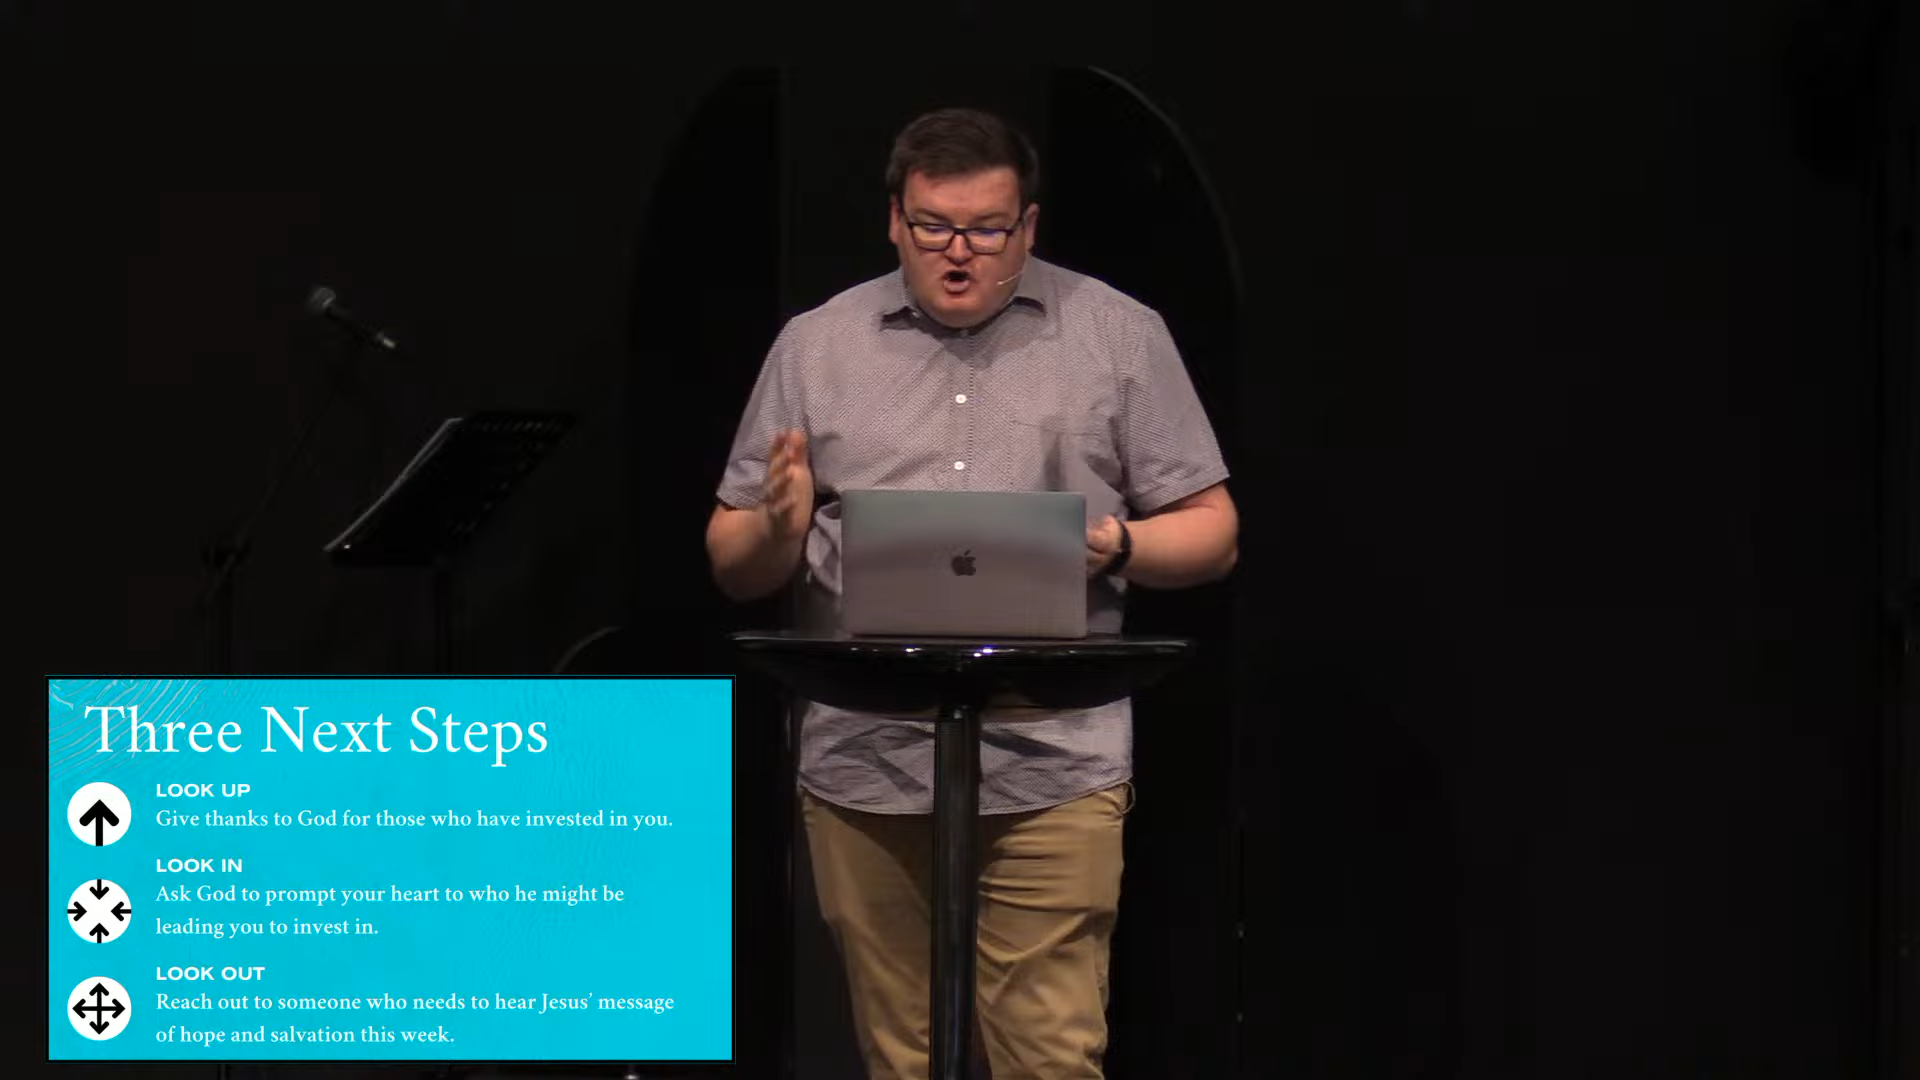 Three Next Steps
LOOK UP
Give thanks to God for those who have invested in you.
LOOK IN
Ask God to prompt your heart to who he might be
leading you to invest in.
LOOK OUT
Reach out to someone who needs to hear Jesus’ message
of hope and salvation this week.